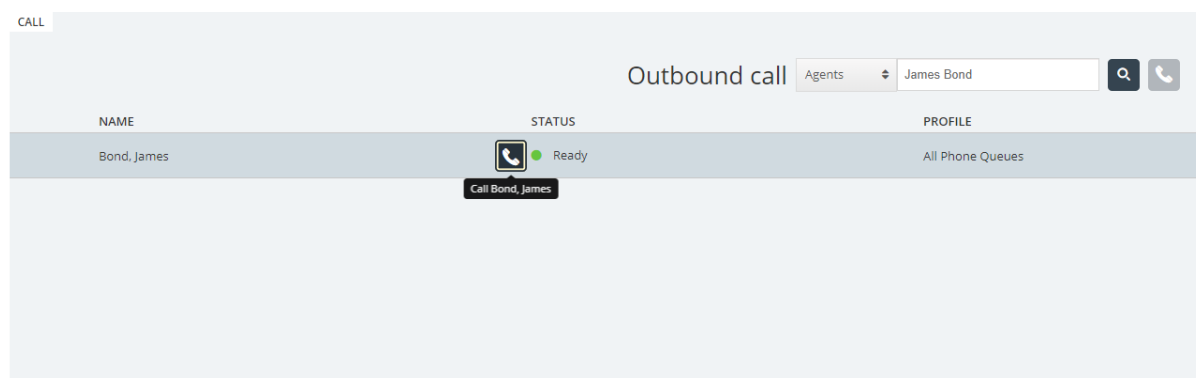 CALL
Outbound call Agents James Bond
NAME STATUS PROFILE
Bond, James Ready All Phone Queues
Call Bond, James